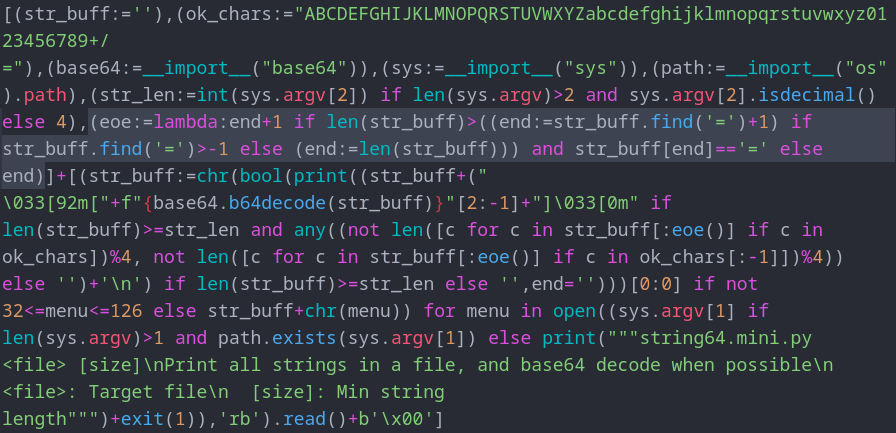 [(str_buff:=''),(ok_chars:="ABCDEFGHIJKLMNOPQRSTUVWXYZabcdefghijklmnopqrstuvwxyz01
23456789+/
="),(base64:=__import__("base64")),(sys:=__import__("sys")),(path:=__import__("os"
).path),(str_len:=int(sys.argv[2]) if len(sys.argv)>2 and sys.argv[2].isdecimal()
else 4),(eoe:=lambda:end+1 if len(str_buff)>((end:=str_buff.find('=')+1) if
str_buff.find('=')>-1 else (end:=len(str_buff))) and str_buff[end]=='=' else
end)]+[(str_buff:=chr(bool(print((str_buff+("
\033[92m["+f"{base64.b64decode(str_buff)}"[2:-1]+"]\033[0m" if
len(str_buff)>=str_len and any((not len([c for c in str_buff[:eoe()] if c in
ok_chars])%4, not len([c for c in str_buff[:eoe()] if c in ok_chars[:-1]])%4))
else '')+'\n') if len(str_buff)>=str_len else '',end='')))[0:0] if not
32<=menu<=126 else str_buff+chr(menu)) for menu in open((sys.argv[1] if
len(sys.argv)>1 and path.exists(sys.argv[1]) else print("""string64.mini.py
<file> [size]\nPrint all strings in a file, and base64 decode when possible\n
<file>: Target file\n  [size]: Min string
length""")+exit(1)),'rb').read()+b'\x00']